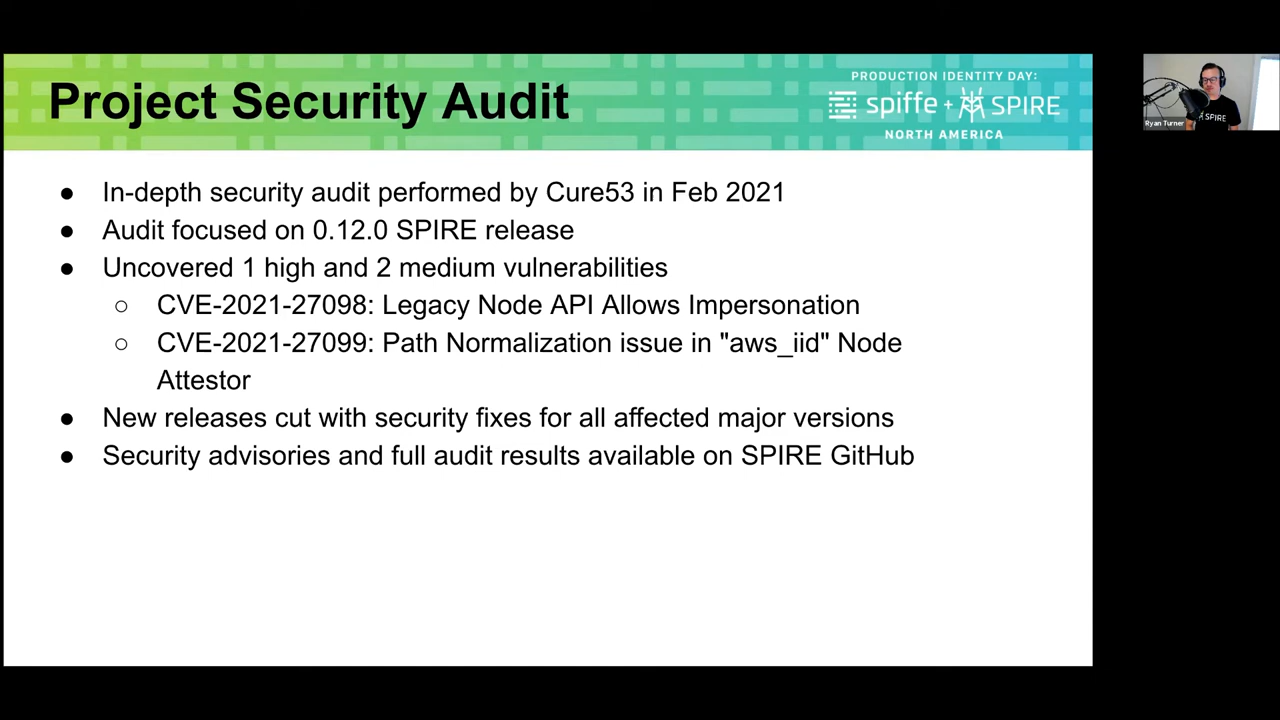 Project Security Audit
PRODUCTION IDENTITY DAY:
spiffe + SPIRE
NORTH AMERICA
Ryan Turner
SPIRE
● In-depth security audit performed by Cure53 in Feb 2021
● Audit focused on 0.12.0 SPIRE release
● Uncovered 1 high and 2 medium vulnerabilities
○ CVE-2021-27098: Legacy Node API Allows Impersonation
○ CVE-2021-27099: Path Normalization issue in "aws_iid" Node
Attestor
● New releases cut with security fixes for all affected major versions
● Security advisories and full audit results available on SPIRE GitHub